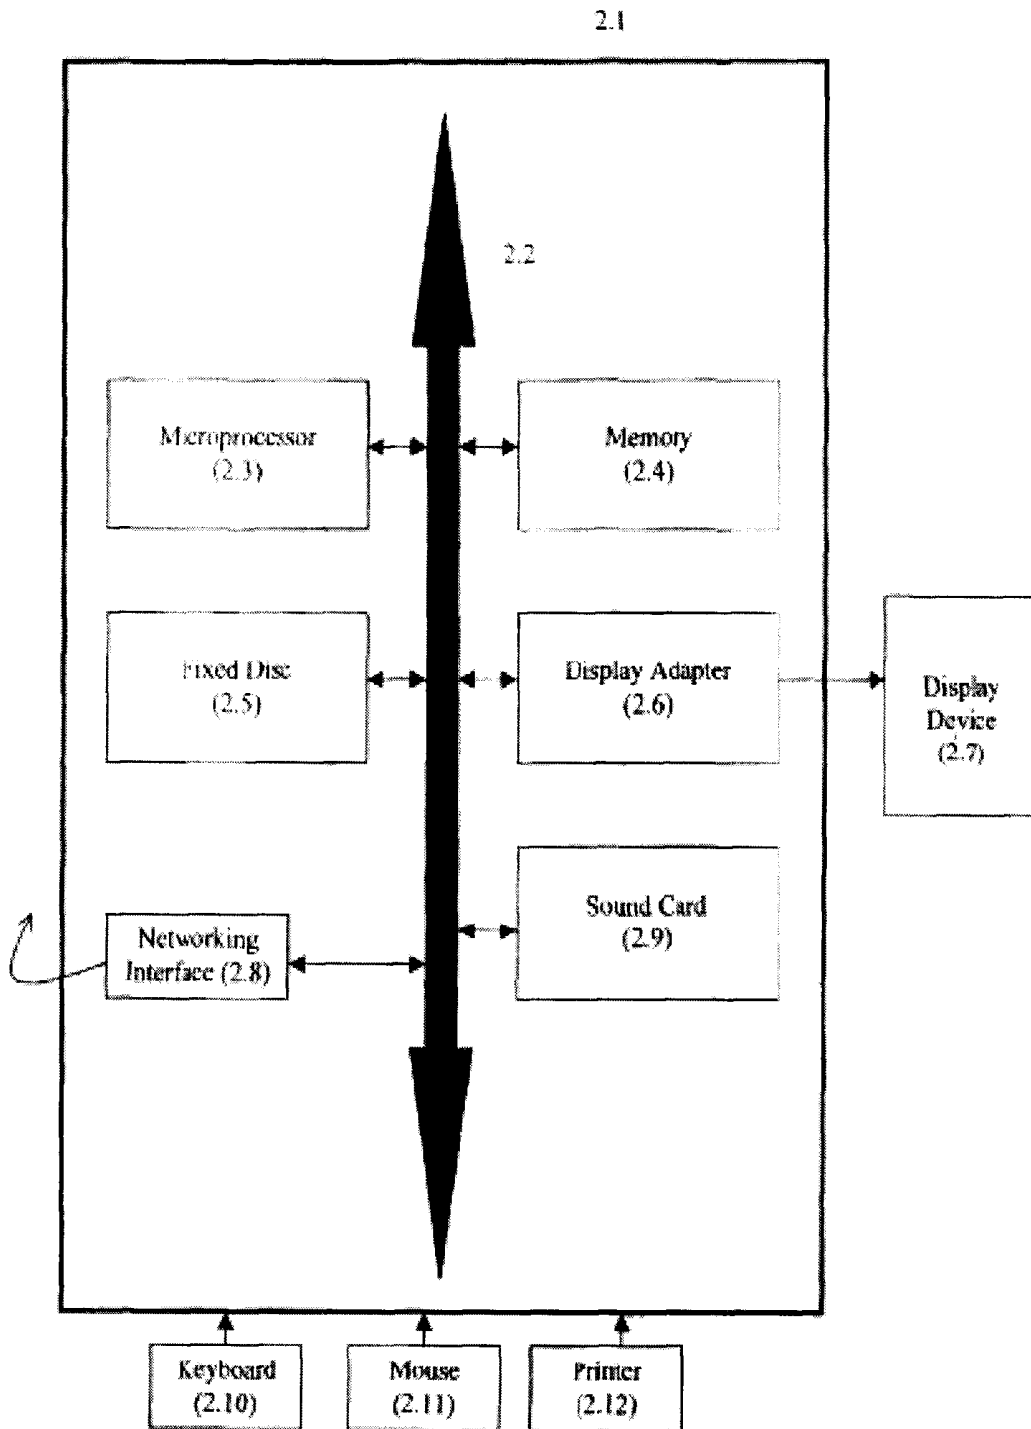 2.1
2.2
Microprocessor
(2.3)
Memory
(2.4)
Fixed Disc
(2.5)
Display Adapter
(2.6)
Display
Device
(2.7)
Sound Card
(2.9)
Networking
Interface (2.8)
Keyboard
(2.10)
Mouse
(2.11)
Printer
(2.12)